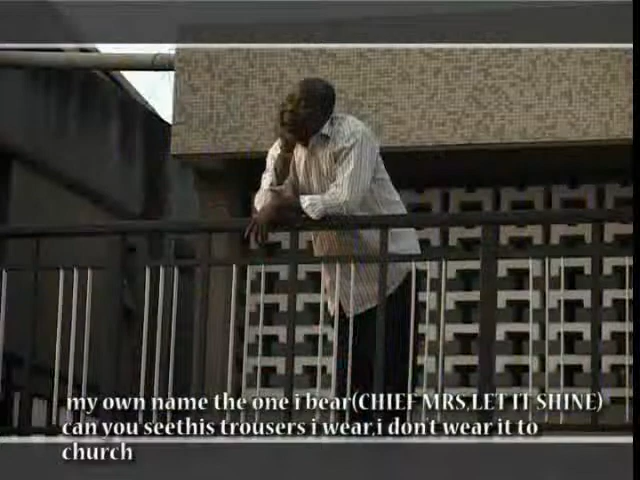 my own name the one i bear(CHIEF MRS,LET IT SHINE)
can you seethis trousers i wear,i don't wear it to
church